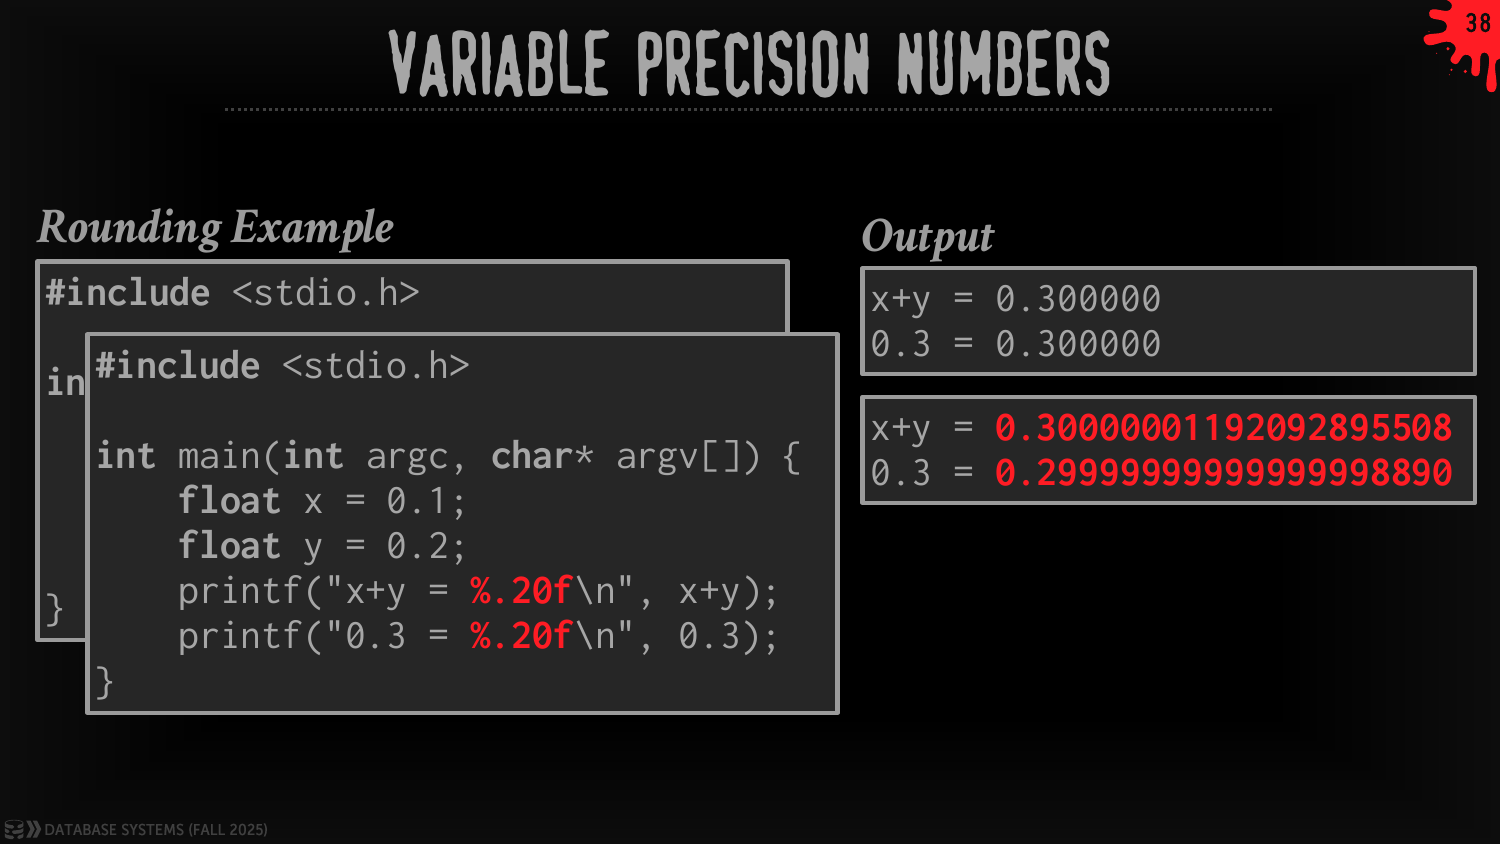 38
VARIABLE PRECISION NUMBERS
Rounding Example
#include <stdio.h>
in
}
#include <stdio.h>
int main(int argc, char* argv[]) {
    float x = 0.1;
    float y = 0.2;
    printf("x+y = %.20f\n", x+y);
    printf("0.3 = %.20f\n", 0.3);
}
Output
x+y = 0.300000
0.3 = 0.300000
x+y = 0.30000001192092895508
0.3 = 0.29999999999999998890
DATABASE SYSTEMS (FALL 2025)